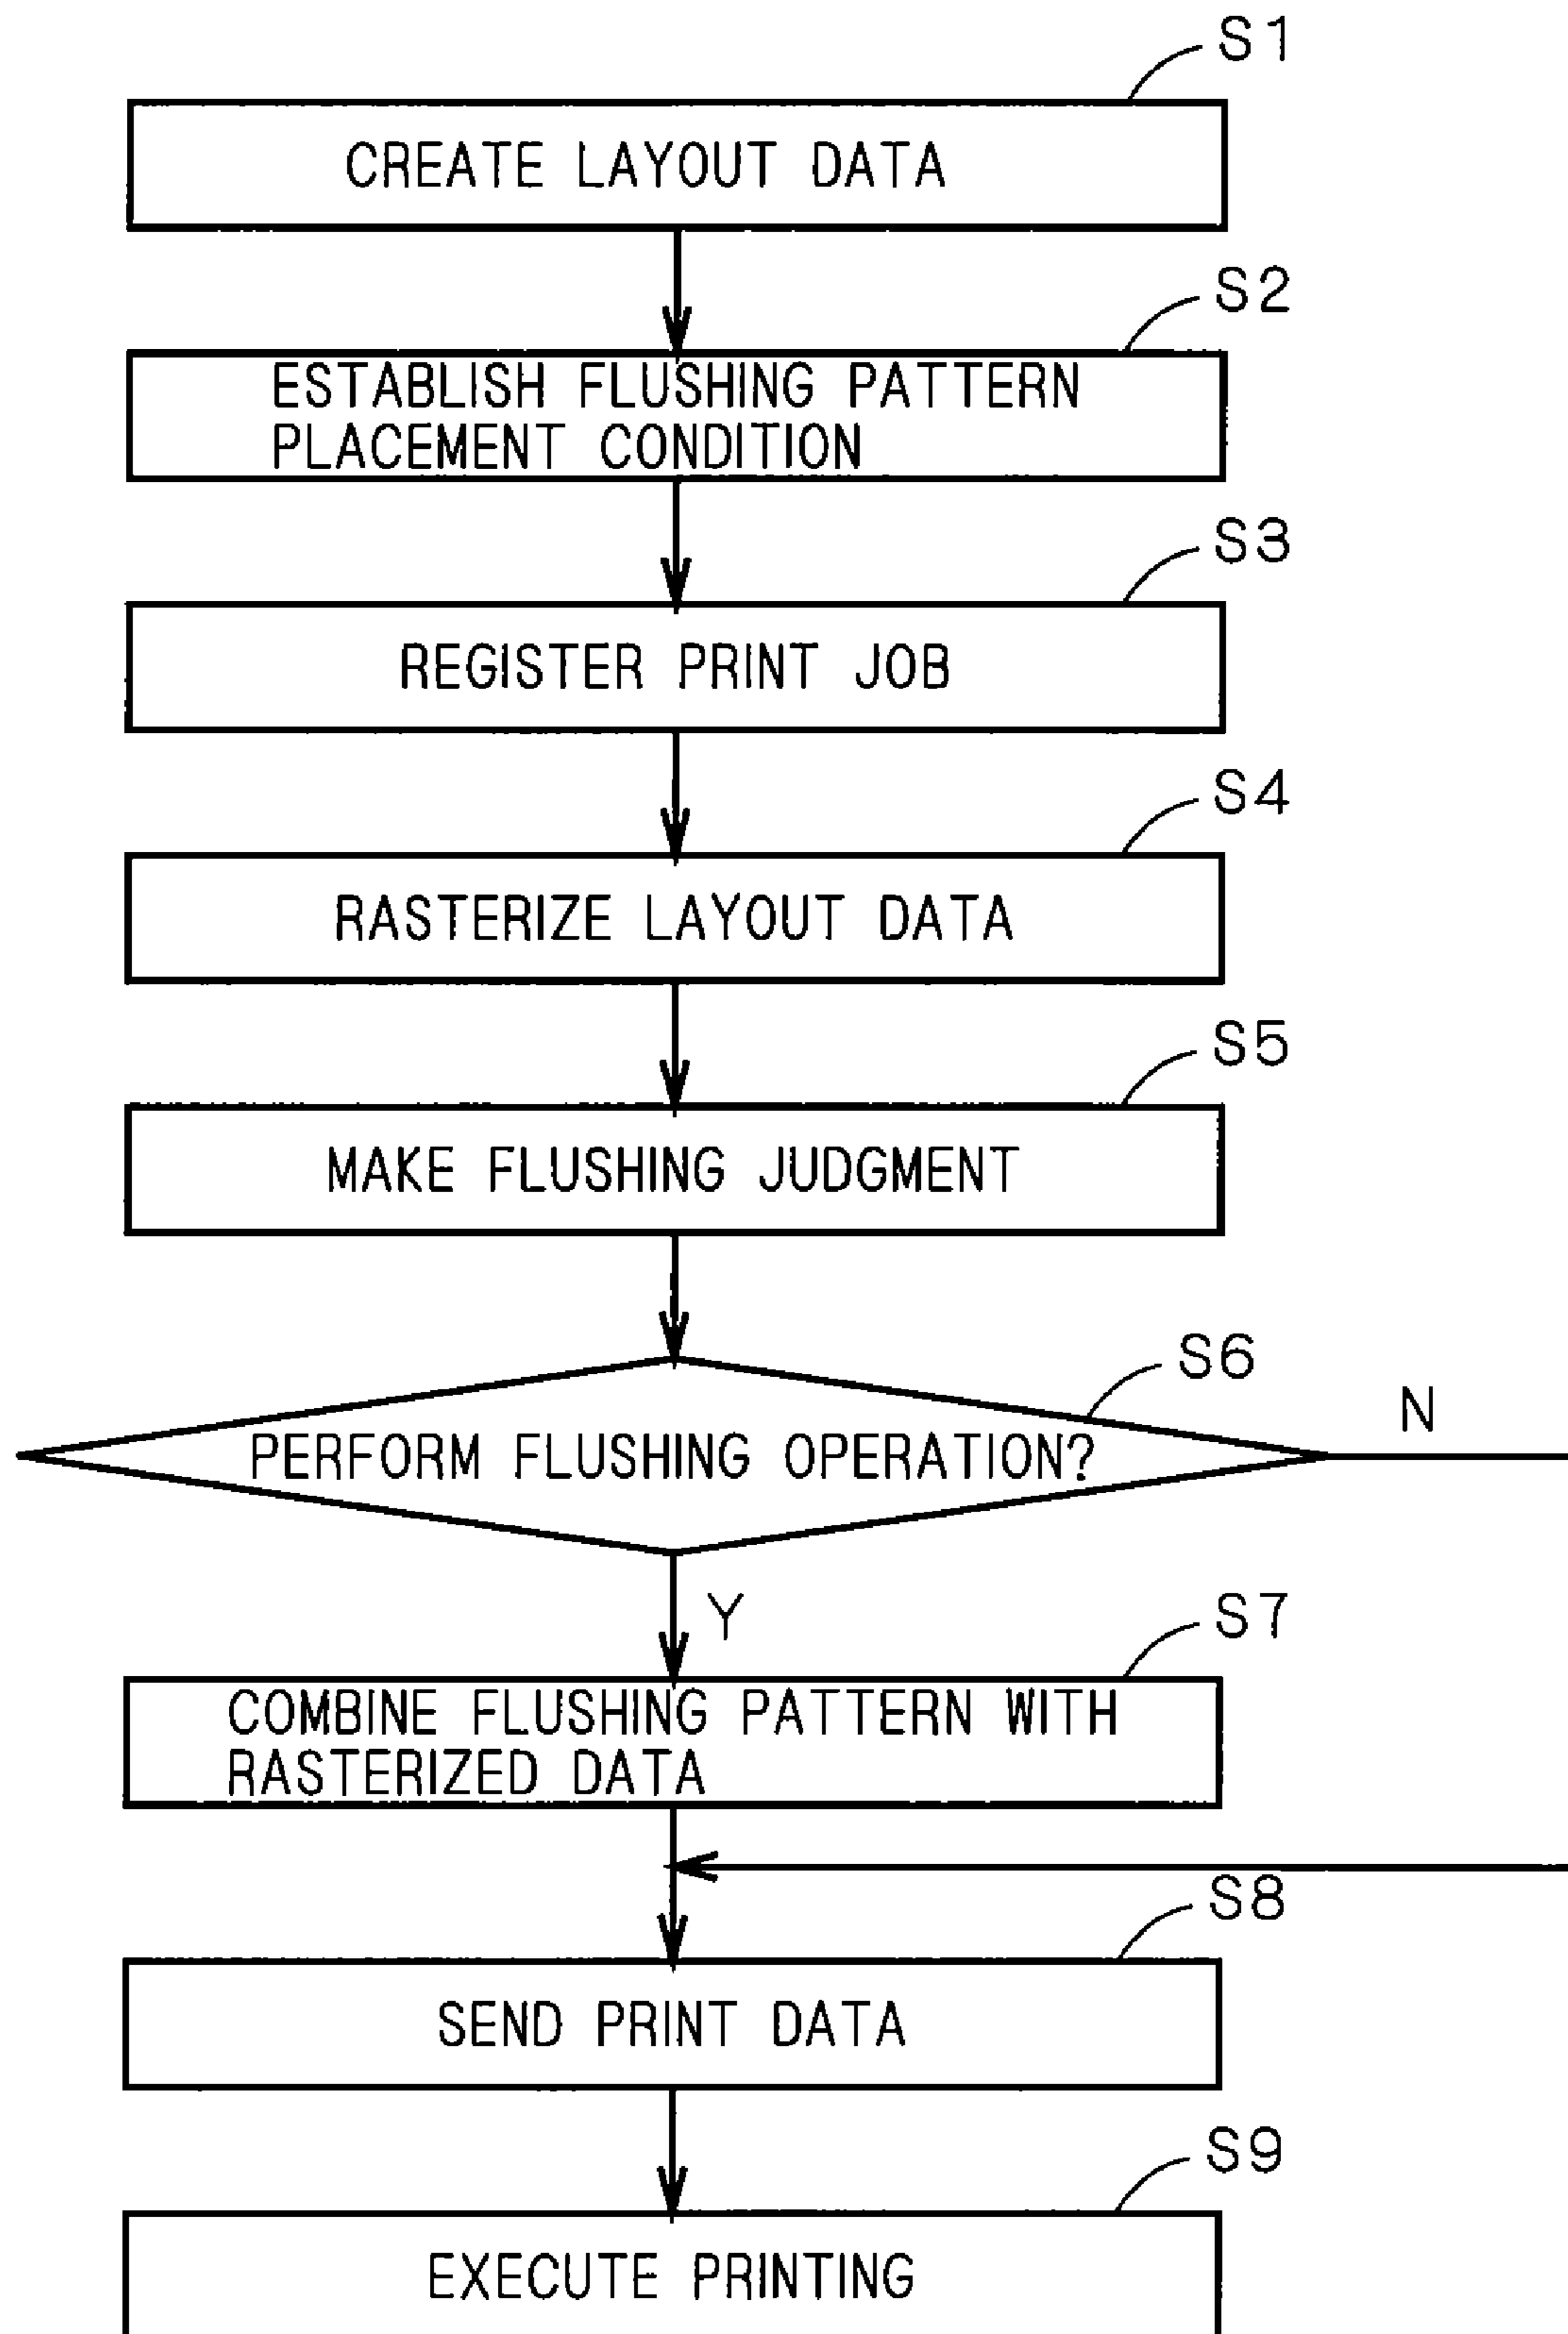 S1
CREATE LAYOUT DATA
S2
ESTABLISH FLUSHING PATTERN
PLACEMENT CONDITION
S3
REGISTER PRINT JOB
S4
RASTERIZE LAYOUT DATA
S5
MAKE FLUSHING JUDGMENT
S6
N
PERFORM FLUSHING OPERATION?
Y
S7
COMBINE FLUSHING PATTERN WITH
RASTERIZED DATA
S8
SEND PRINT DATA
S9
EXECUTE PRINTING